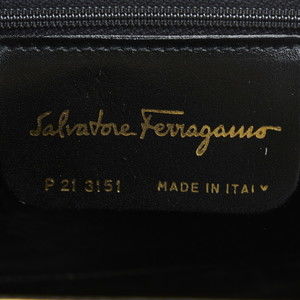 Salvatore Ferragamo
P 21 3151 MADE IN ITALY